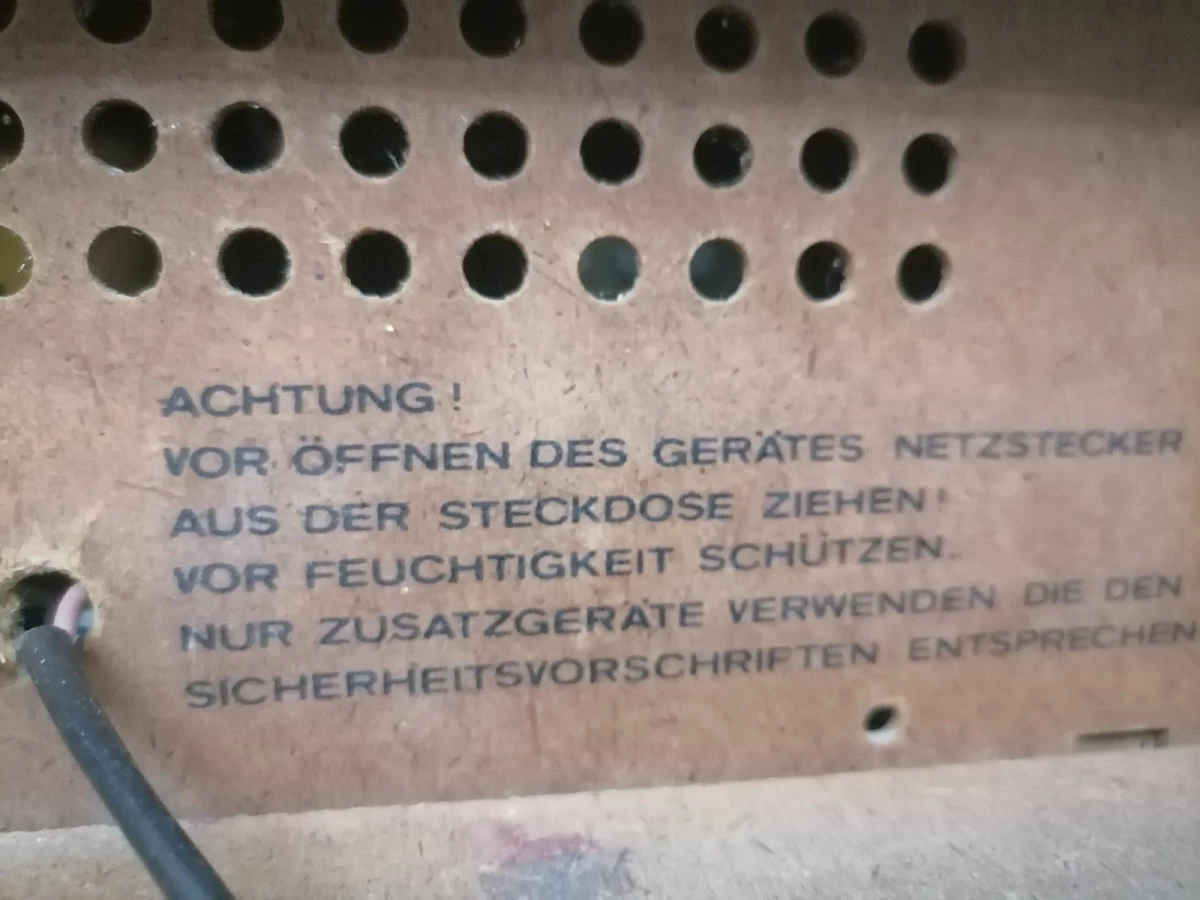 ACHTUNG!
VOR ÖFFNEN DES GERÄTES NETZSTECKER
AUS DER STECKDOSE ZIEHEN!
VOR FEUCHTIGKEIT SCHÜTZEN.
NUR ZUSATZGERÄTE VERWENDEN DIE DEN
SICHERHEITSVORSCHRIFTEN ENTSPRECHEN